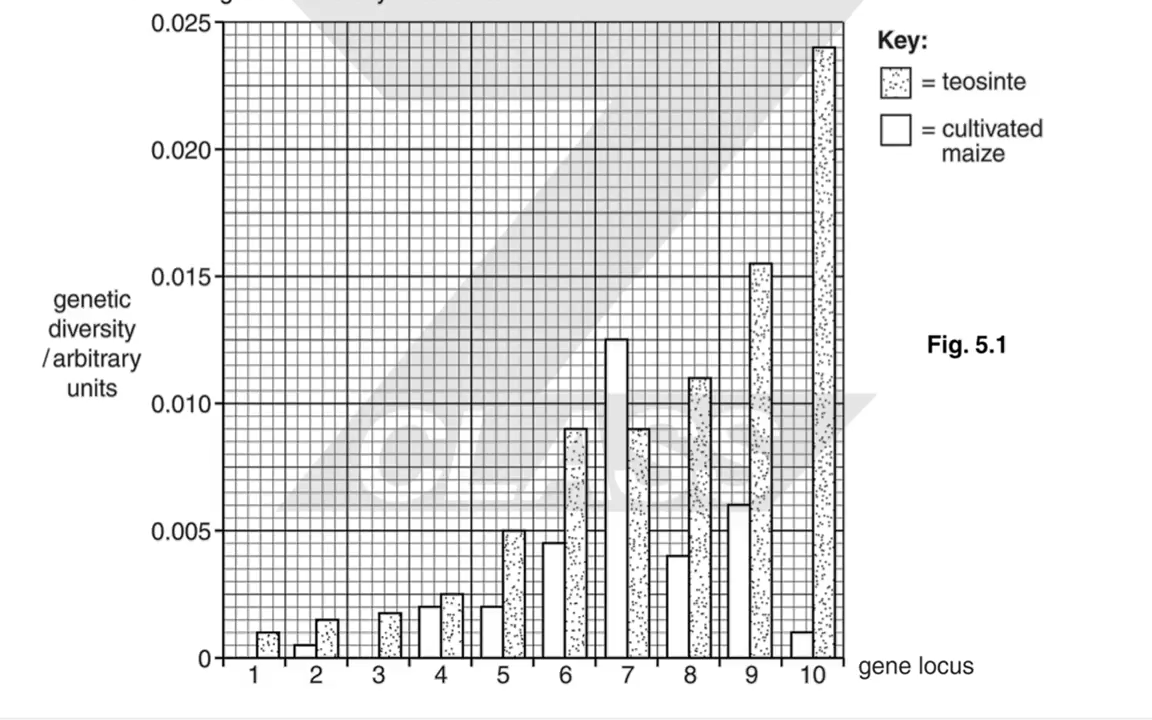 0.025
0.020
0.015
0.010
0.005
0
genetic
diversity
/ arbitrary
units
1 2 3 4 5 6 7 8 9 10
gene locus
Key:
= teosinte
= cultivated
maize
Fig. 5.1
CLASS